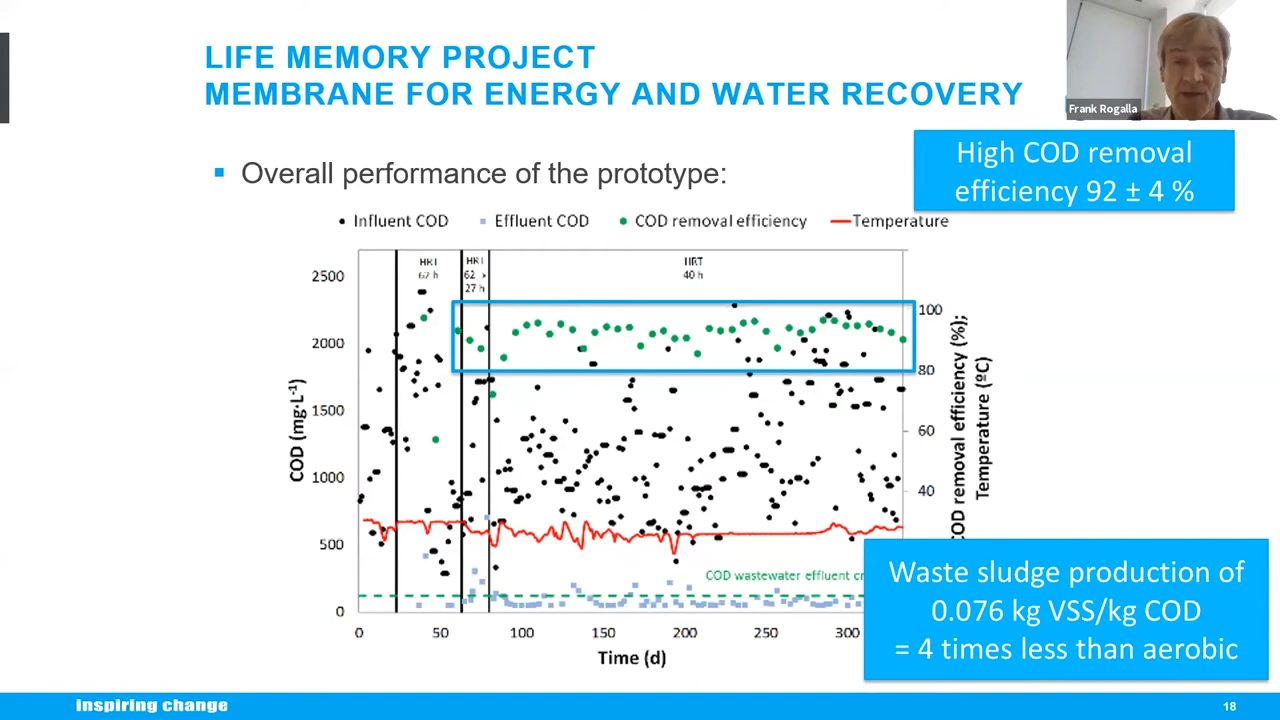 LIFE MEMORY PROJECT
MEMBRANE FOR ENERGY AND WATER RECOVERY
Frank Rogalla
High COD removal
efficiency 92 ± 4 %
Overall performance of the prototype:
Influent COD
Effluent COD
COD removal efficiency
Temperature
HRT
62 h
HRT
62 >
27 h
HRT
40 h
2500
2000
1500
1000
500
0
COD (mg·L⁻¹)
100
80
60
40
COD removal efficiency (%);
Temperature (ºC)
COD wastewater effluent cr
0
50
100
150
200
250
300
Time (d)
Waste sludge production of
0.076 kg VSS/kg COD
= 4 times less than aerobic
inspiring change
18